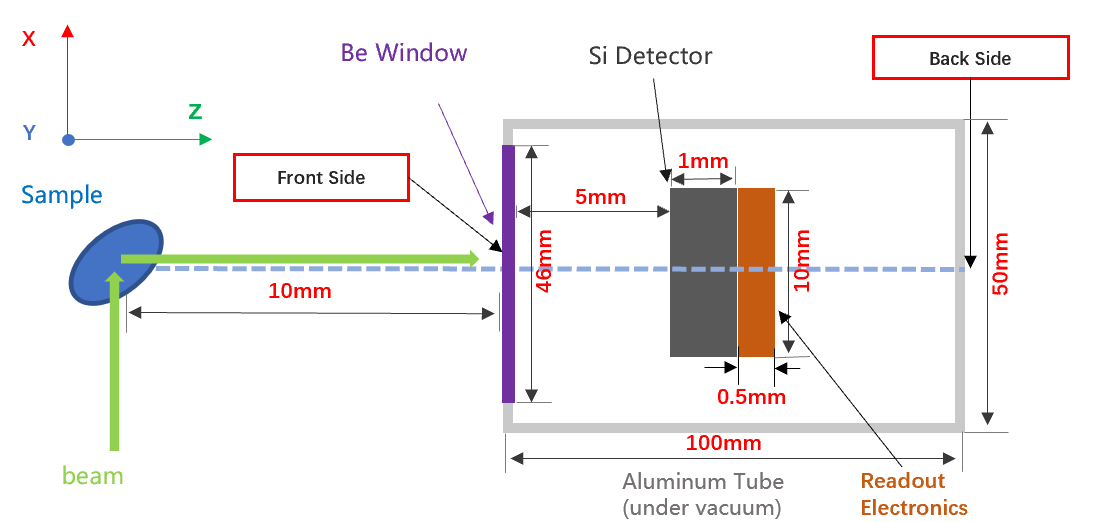 X
Y
Z
Sample
Be Window
Si Detector
Back Side
Front Side
1mm
5mm
46mm
10mm
50mm
10mm
0.5mm
100mm
beam
Aluminum Tube
(under vacuum)
Readout
Electronics